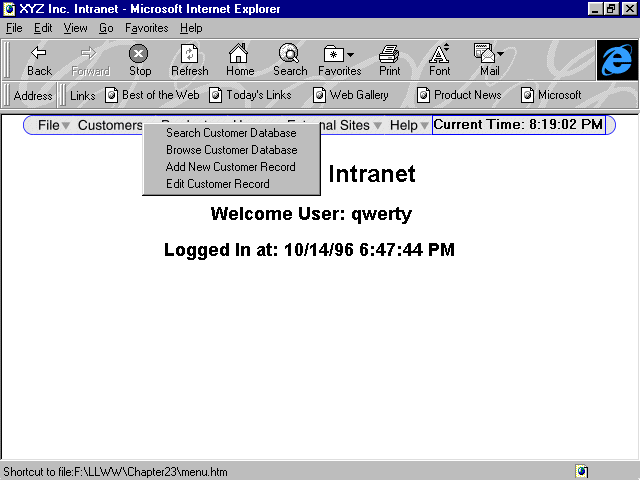 XYZ Inc. Intranet - Microsoft Internet Explorer
File Edit View Go Favorites Help
Back Forward Stop Refresh Home Search Favorites Print Font Mail
Address Links Best of the Web Today's Links Web Gallery Product News Microsoft
File Customers External Sites Help Current Time: 8:19:02 PM
Search Customer Database
Browse Customer Database
Add New Customer Record
Edit Customer Record
Intranet
Welcome User: qwerty
Logged In at: 10/14/96 6:47:44 PM
Shortcut to file:F:\LLWW\Chapter23\menu.htm